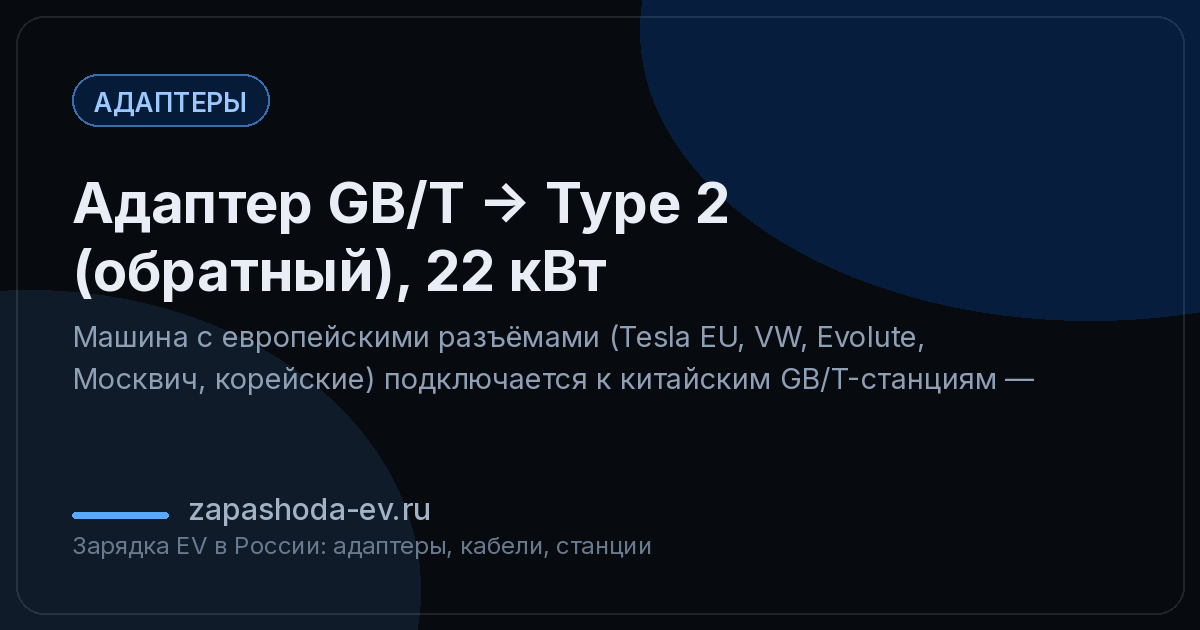 АДАПТЕРЫ
Адаптер GB/T → Type 2
(обратный), 22 кВт
Машина с европейскими разъёмами (Tesla EU, VW, Evolute,
Москвич, корейские) подключается к китайским GB/T-станциям —
zapashoda-ev.ru
Зарядка EV в России: адаптеры, кабели, станции